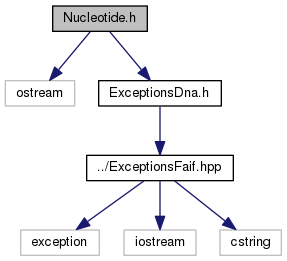 Nucleotide.h
ostream
ExceptionsDna.h
../ExceptionsFaif.hpp
exception
iostream
cstring